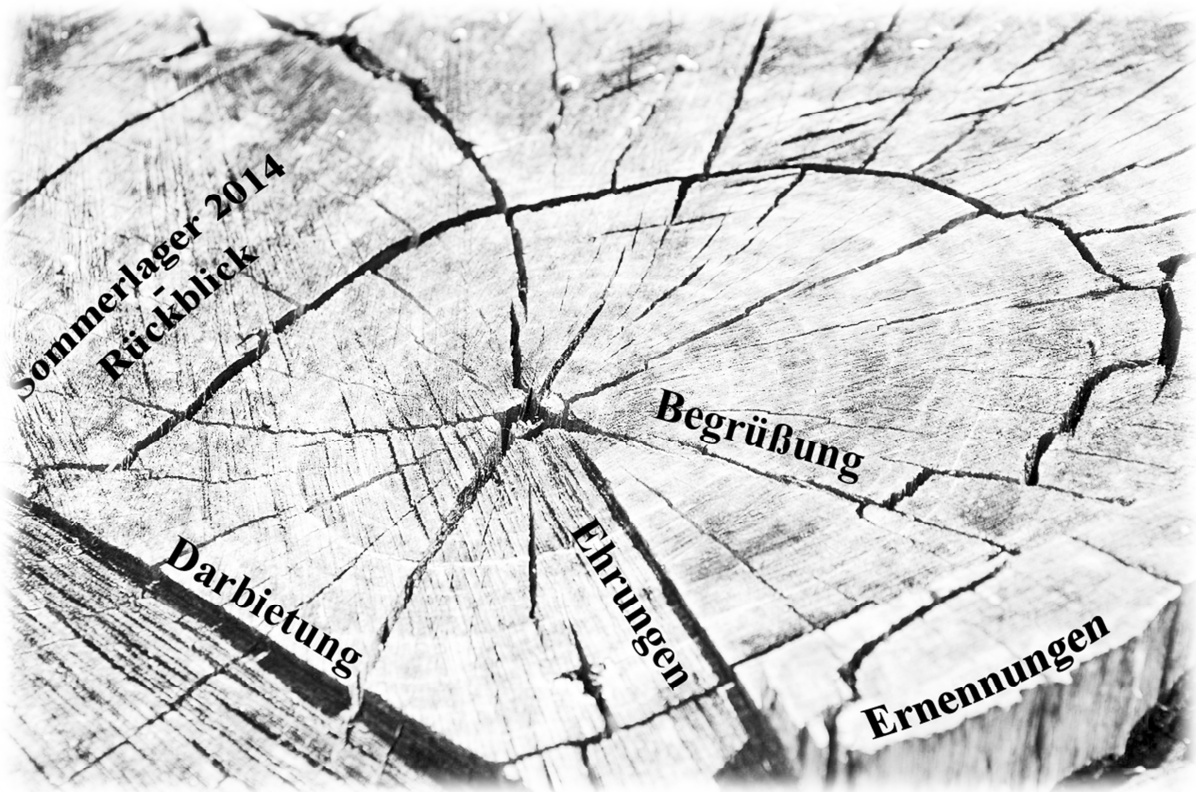 Sommerlager 2014
-
Rückblick
Begrüßung
Darbietung
Ehrungen
Ernennungen